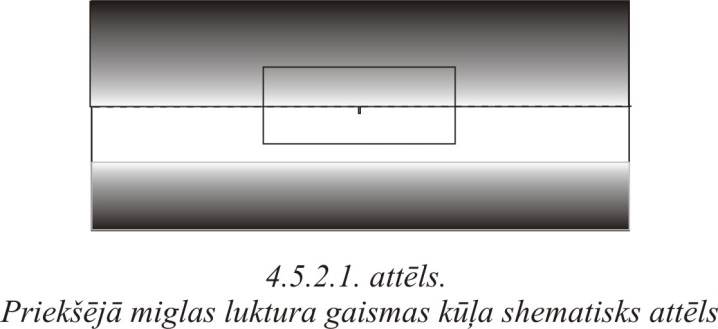 4.5.2.1. attēls.
Priekšējā miglas luktura gaismas kūļa shematisks attēls